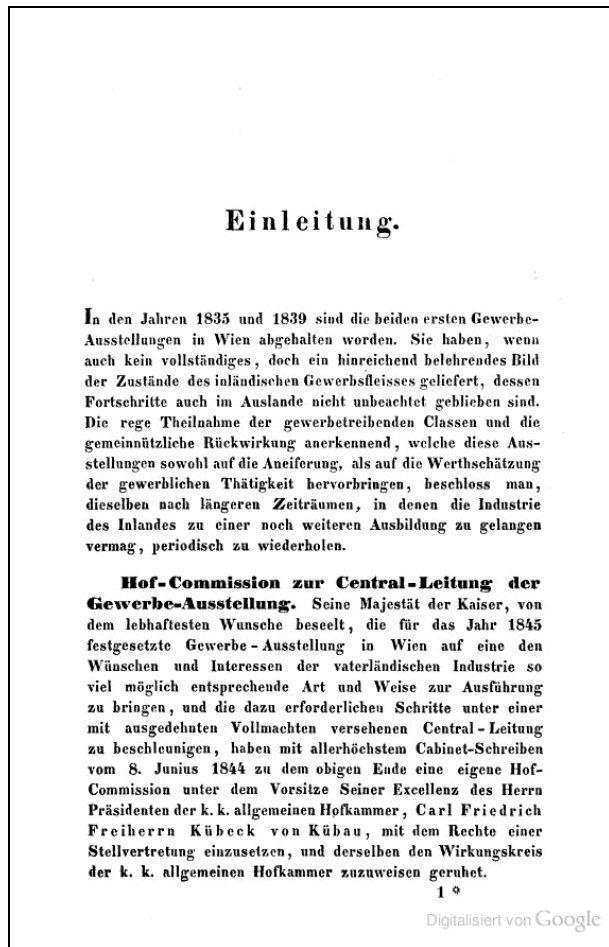 Einleitung.
In den Jahren 1835 und 1839 sind die beiden ersten Gewerbe-
Ausstellungen in Wien abgehalten worden. Sie haben, wenn
auch kein vollständiges, doch ein hinreichend belehrendes Bild
der Zustände des inländischen Gewerbsfleisses geliefert, dessen
Fortschritte auch im Auslande nicht unbeachtet geblieben sind.
Die rege Theilnahme der gewerbetreibenden Classen und die
gemeinnützliche Rückwirkung anerkennend, welche diese Aus-
stellungen sowohl auf die Aneiferung, als auf die Werthschätzung
der gewerblichen Thätigkeit hervorbringen, beschloss man,
dieselben nach längeren Zeiträumen, in denen die Industrie
des Inlandes zu einer noch weiteren Ausbildung zu gelangen
vermag, periodisch zu wiederholen.
Hof-Commission zur Central-Leitung der
Gewerbe-Ausstellung. Seine Majestät der Kaiser, von
dem lebhaftesten Wunsche beseelt, die für das Jahr 1845
festgesetzte Gewerbe-Ausstellung in Wien auf eine den
Wünschen und Interessen der vaterländischen Industrie so
viel möglich entsprechende Art und Weise zur Ausführung
zu bringen, und die dazu erforderlichen Schritte unter einer
mit ausgedehnten Vollmachten versehenen Central-Leitung
zu beschleunigen, haben mit allerhöchstem Cabinet-Schreiben
vom 8. Junius 1844 zu dem obigen Ende eine eigene Hof-
Commission unter dem Vorsitze Seiner Excellenz des Herrn
Präsidenten der k. k. allgemeinen Hofkammer, Carl Friedrich
Freiherrn Kübeck von Kübau, mit dem Rechte einer
Stellvertretung einzusetzen, und derselben den Wirkungskreis
der k. k. allgemeinen Hofkammer zuzuweisen geruhet.
1 *
Digitalisiert von Google